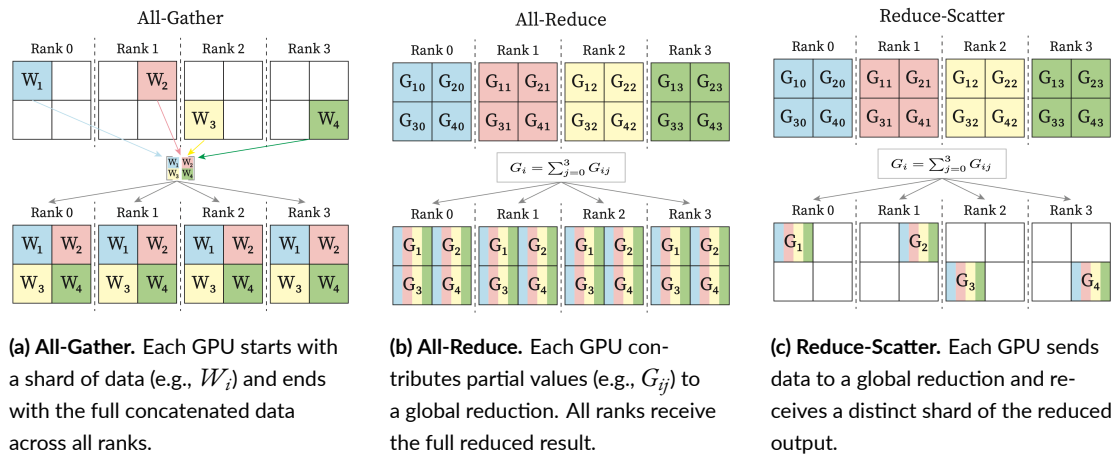 All-Gather
Rank 0 Rank 1 Rank 2 Rank 3
W₁ W₂
W₃ W₄
W₁ W₂
W₃ W₄
Rank 0 Rank 1 Rank 2 Rank 3
W₁ W₂ W₁ W₂ W₁ W₂ W₁ W₂
W₃ W₄ W₃ W₄ W₃ W₄ W₃ W₄
(a) All-Gather. Each GPU starts with
a shard of data (e.g., Wᵢ) and ends
with the full concatenated data
across all ranks.
All-Reduce
Rank 0 Rank 1 Rank 2 Rank 3
G₁₀ G₂₀ G₁₁ G₂₁ G₁₂ G₂₂ G₁₃ G₂₃
G₃₀ G₄₀ G₃₁ G₄₁ G₃₂ G₄₂ G₃₃ G₄₃
Gᵢ = ∑³ⱼ₌₀ Gᵢⱼ
Rank 0 Rank 1 Rank 2 Rank 3
G₁ G₂ G₁ G₂ G₁ G₂ G₁ G₂
G₃ G₄ G₃ G₄ G₃ G₄ G₃ G₄
(b) All-Reduce. Each GPU con-
tributes partial values (e.g., Gᵢⱼ) to
a global reduction. All ranks receive
the full reduced result.
Reduce-Scatter
Rank 0 Rank 1 Rank 2 Rank 3
G₁₀ G₂₀ G₁₁ G₂₁ G₁₂ G₂₂ G₁₃ G₂₃
G₃₀ G₄₀ G₃₁ G₄₁ G₃₂ G₄₂ G₃₃ G₄₃
Gᵢ = ∑³ⱼ₌₀ Gᵢⱼ
Rank 0 Rank 1 Rank 2 Rank 3
G₁ G₂
G₃ G₄
(c) Reduce-Scatter. Each GPU sends
data to a global reduction and re-
ceives a distinct shard of the reduced
output.